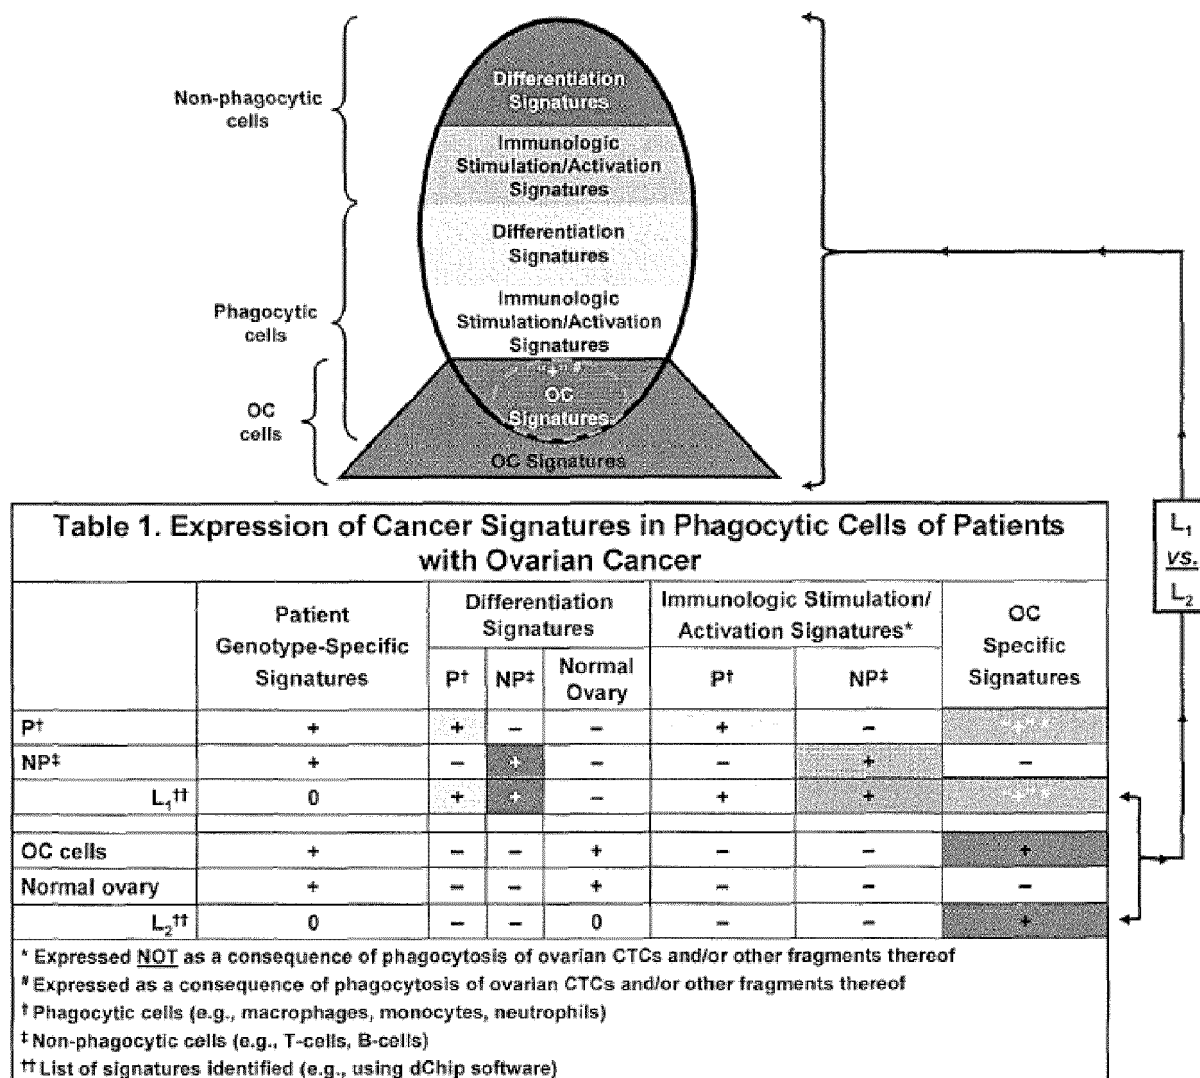 Non-phagocytic
cells
Phagocytic
cells
OC
cells
Differentiation
Signatures
Immunologic
Stimulation/Activation
Signatures
Differentiation
Signatures
Immunologic
Stimulation/Activation
Signatures
"+"#
OC
Signatures
OC Signatures
L₁
vs.
L₂
Table 1. Expression of Cancer Signatures in Phagocytic Cells of Patients
with Ovarian Cancer
Patient
Genotype-Specific
Signatures
Differentiation
Signatures
Immunologic Stimulation/
Activation Signatures*
OC
Specific
Signatures
P† NP‡ Normal
Ovary
P† NP‡
P† + + – – + – "+"#
NP‡ + – + – – + –
L₁†† 0 + + – + + "+"#
OC cells + – – + – – +
Normal ovary + – – + – – –
L₂†† 0 – – 0 – – +
* Expressed NOT as a consequence of phagocytosis of ovarian CTCs and/or other fragments thereof
# Expressed as a consequence of phagocytosis of ovarian CTCs and/or other fragments thereof
† Phagocytic cells (e.g., macrophages, monocytes, neutrophils)
‡ Non-phagocytic cells (e.g., T-cells, B-cells)
†† List of signatures identified (e.g., using dChip software)